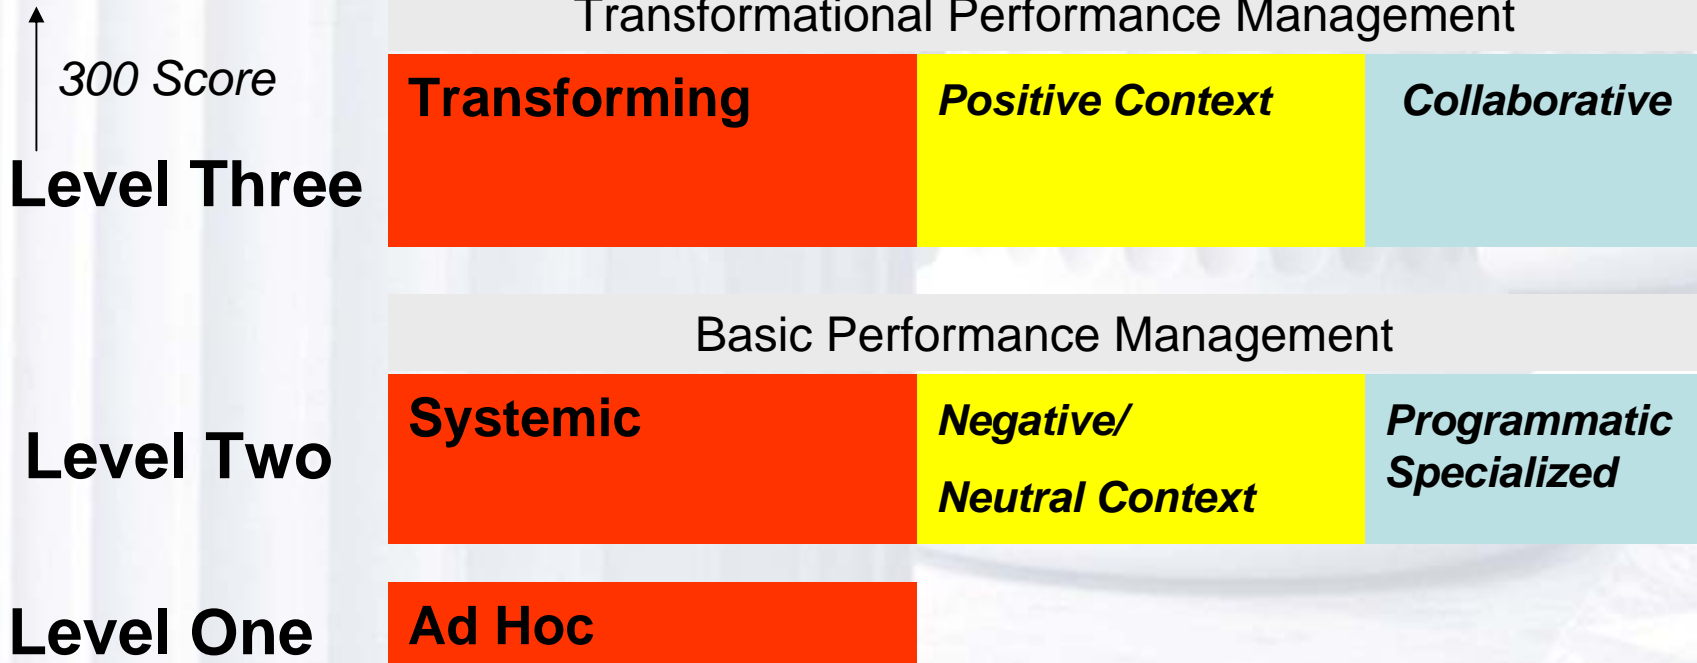 Transformational Performance Management
300 Score
Level Three
Transforming
Positive Context
Collaborative
Basic Performance Management
Level Two
Systemic
Negative/
Neutral Context
Programmatic
Specialized
Level One
Ad Hoc